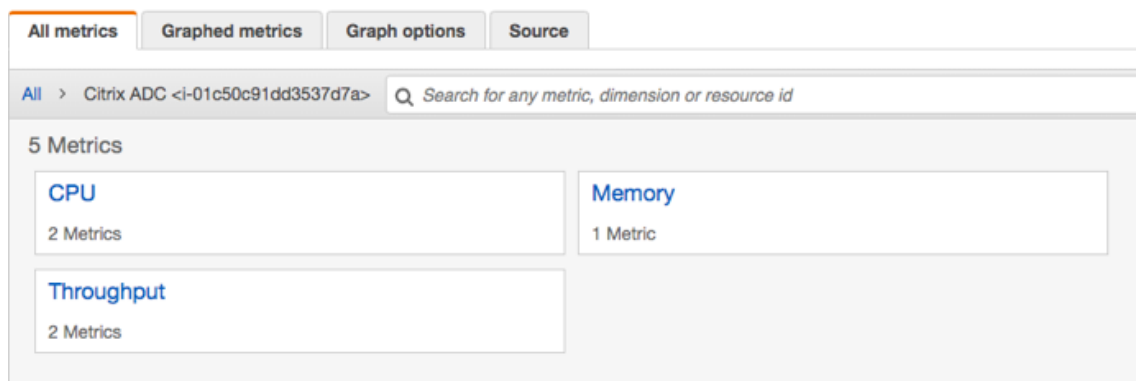 All metrics Graphed metrics Graph options Source
All > Citrix ADC <i-01c50c91dd3537d7a> Search for any metric, dimension or resource id
5 Metrics
CPU Memory
2 Metrics 1 Metric
Throughput
2 Metrics